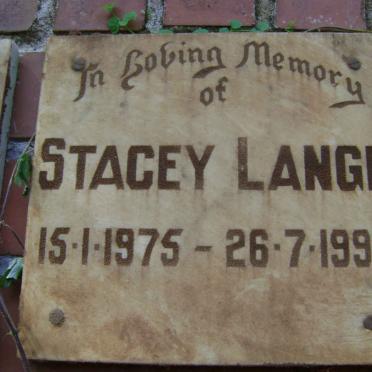 In Loving Memory
of
STACEY LANG
15·1·1975 - 26·7·199